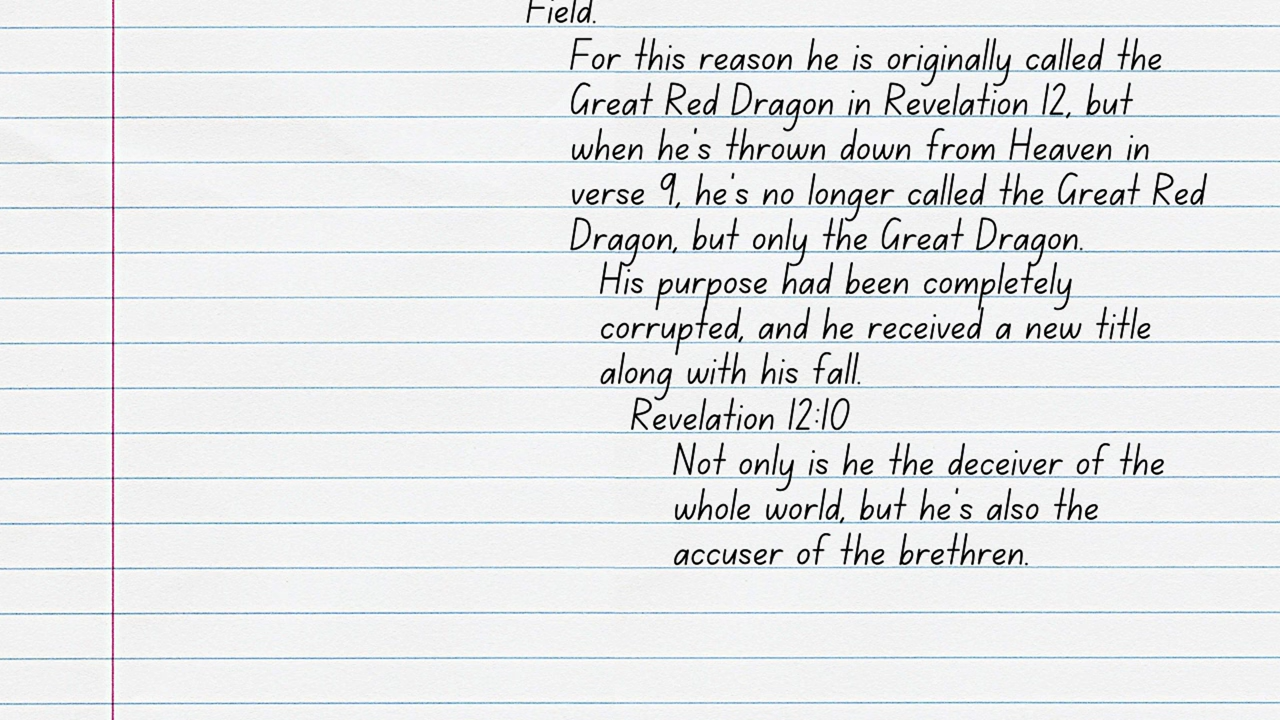 Field.
For this reason he is originally called the
Great Red Dragon in Revelation 12, but
when he's thrown down from Heaven in
verse 9, he's no longer called the Great Red
Dragon, but only the Great Dragon.
His purpose had been completely
corrupted, and he received a new title
along with his fall.
Revelation 12:10
Not only is he the deceiver of the
whole world, but he's also the
accuser of the brethren.